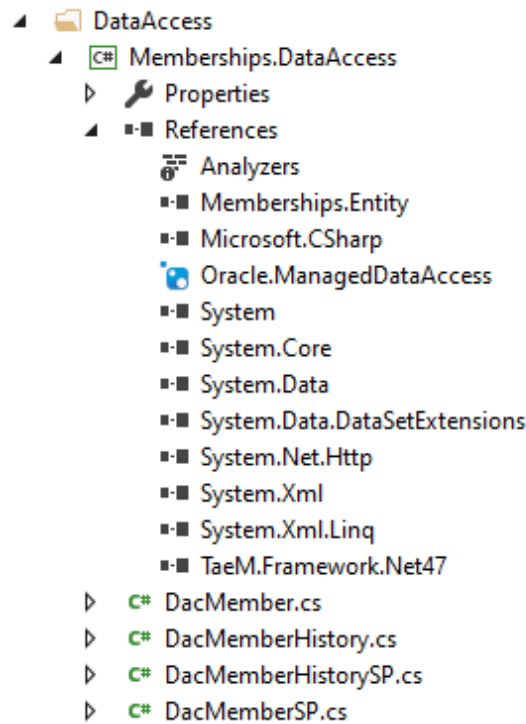 DataAccess
C# Memberships.DataAccess
Properties
References
Analyzers
Memberships.Entity
Microsoft.CSharp
Oracle.ManagedDataAccess
System
System.Core
System.Data
System.Data.DataSetExtensions
System.Net.Http
System.Xml
System.Xml.Linq
TaeM.Framework.Net47
C# DacMember.cs
C# DacMemberHistory.cs
C# DacMemberHistorySP.cs
C# DacMemberSP.cs